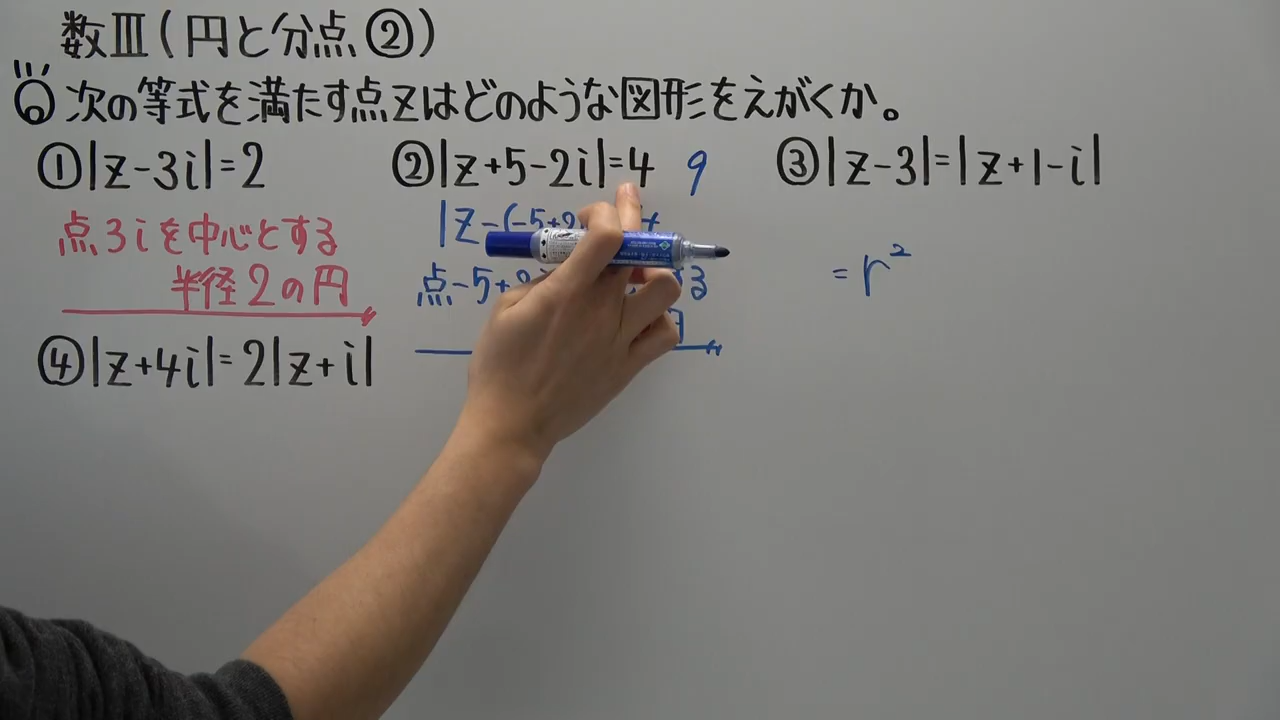 数Ⅲ(円と分点②)
Q 次の等式を満たす点zはどのような図形をえがくか。
①|z-3i|=2
点3iを中心とする
半径2の円
②|z+5-2i|=4 9
|z-(-5+2
点-5+2 する
③|z-3|=|z+1-i|
=r²
④|z+4i|=2|z+i|